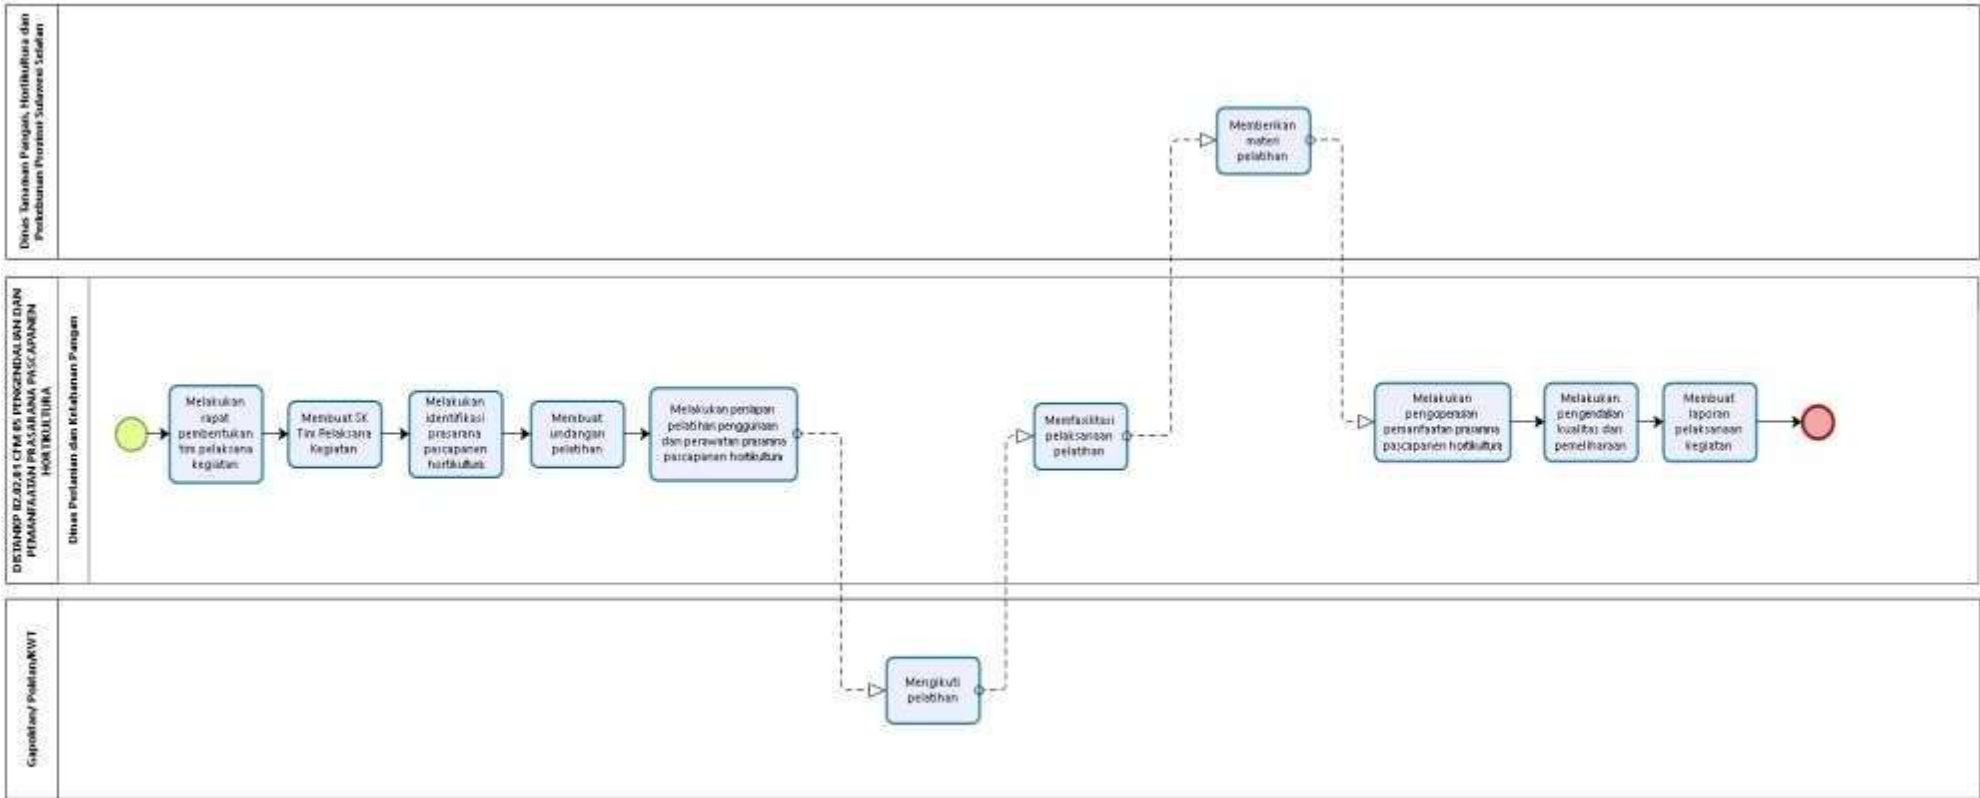 Dinas Tanaman Pangan, Hortikultura dan
Perkebunan Provinsi Sulawesi Selatan
Memberikan
materi
pelatihan
DISTANKP 02.02.01 CFM 05 PENGENDALIAN DAN
PEMANFAATAN PRASARANA PASCAPANEN
HORTIKULTURA
Dinas Pertanian dan Ketahanan Pangan
Melakukan
rapat
pembentukan
tim pelaksana
kegiatan
Membuat SK
Tim Pelaksana
Kegiatan
Melakukan
identifikasi
prasarana
pascapanen
hortikultura
Membuat
undangan
pelatihan
Melakukan persiapan
pelatihan penggunaan
dan perawatan prasarana
pascapanen hortikultura
Memfasilitasi
pelaksanaan
pelatihan
Melakukan
pengoperasian
pemanfaatan prasarana
pascapanen hortikultura
Melakukan
pengendalian
kualitas dan
pemeliharaan
Membuat
laporan
pelaksanaan
kegiatan
Gapoktan/ Poktan/KWT
Mengikuti
pelatihan